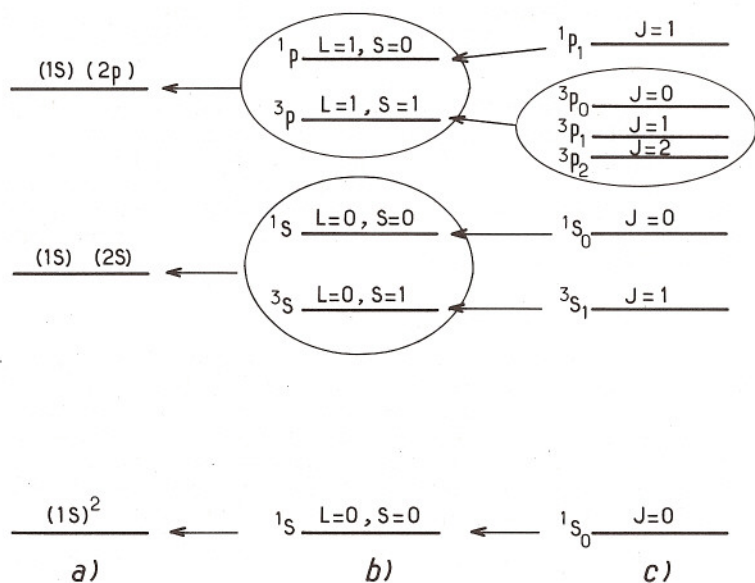 ¹P L=1, S=0
¹P₁ J=1
(1S) (2p)
³P L=1, S=1
³P₀ J=0
³P₁ J=1
³P₂ J=2
¹S L=0, S=0
¹S₀ J=0
(1S) (2S)
³S L=0, S=1
³S₁ J=1
(1S)²
¹S L=0, S=0
¹S₀ J=0
a) b) c)